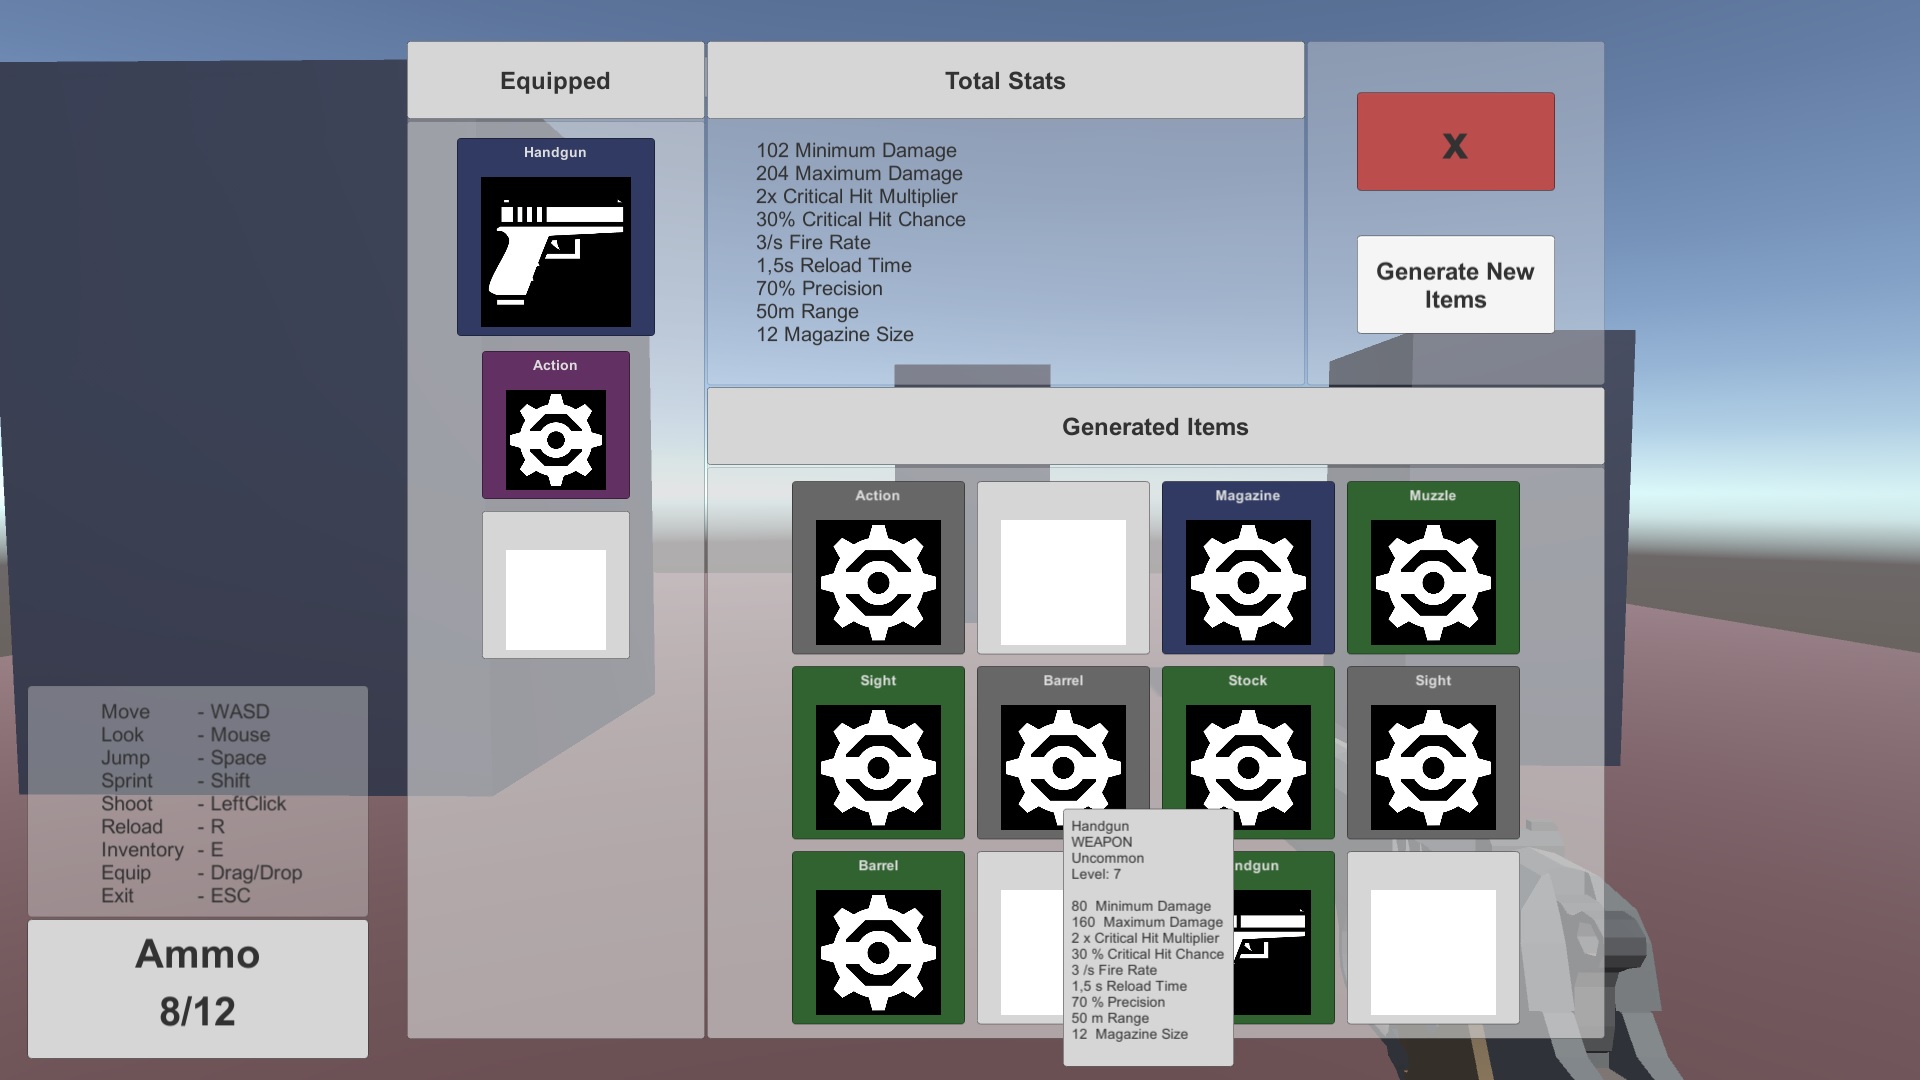 Equipped
Total Stats
x
Generate New
Items
Handgun
Action
102 Minimum Damage
204 Maximum Damage
2x Critical Hit Multiplier
30% Critical Hit Chance
3/s Fire Rate
1,5s Reload Time
70% Precision
50m Range
12 Magazine Size
Generated Items
Action
Magazine
Muzzle
Sight
Barrel
Stock
Sight
Barrel
ndgun
Handgun
WEAPON
Uncommon
Level: 7
80 Minimum Damage
160 Maximum Damage
2 x Critical Hit Multiplier
30 % Critical Hit Chance
3 /s Fire Rate
1,5 s Reload Time
70 % Precision
50 m Range
12 Magazine Size
Move - WASD
Look - Mouse
Jump - Space
Sprint - Shift
Shoot - LeftClick
Reload - R
Inventory - E
Equip - Drag/Drop
Exit - ESC
Ammo
8/12